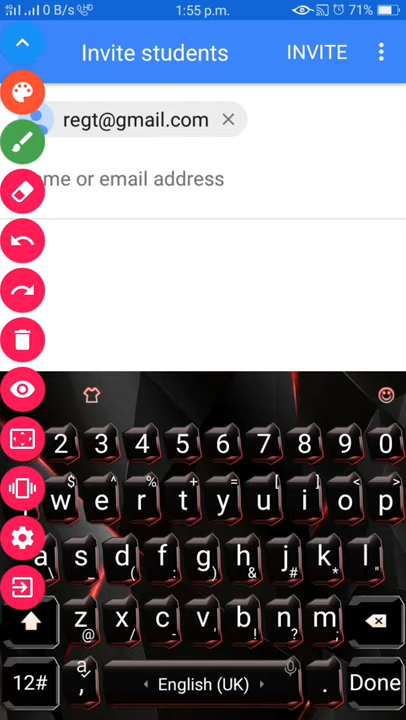 0 B/s HD 1:55 p.m. 71%
Invite students INVITE
regt@gmail.com
me or email address
2 3 4 5 6 7 8 9 0
$ ^ % + = [ ] < >
w e r t y u i o p
a s d f g h j k l
\ _ ( : ) & # * "
z x c v b n m
@ / - ' ! ? ;
12# a , English (UK) . Done